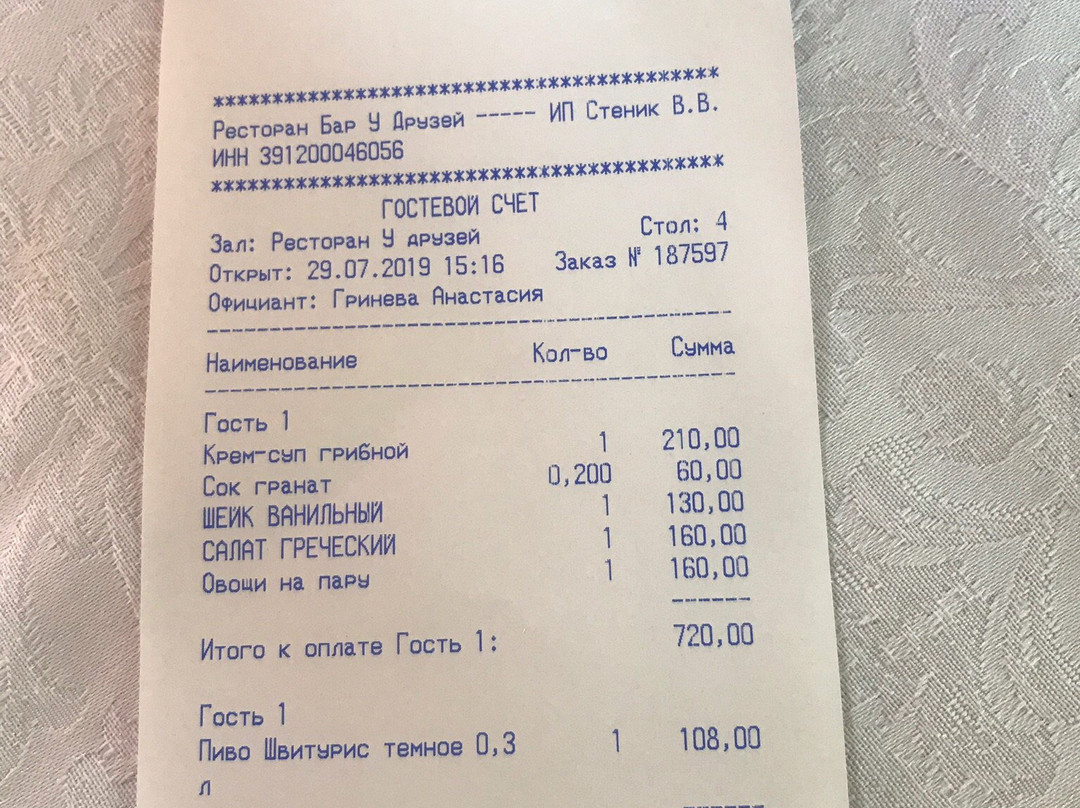 *******************************************
Ресторан Бар У Друзей ----- ИП Стеник В.В.
ИНН 391200046056
*******************************************
ГОСТЕВОЙ СЧЕТ
Зал: Ресторан У друзей Стол: 4
Открыт: 29.07.2019 15:16 Заказ № 187597
Официант: Гринева Анастасия
Наименование Кол-во Сумма
Гость 1
Крем-суп грибной 1 210,00
Сок гранат 0,200 60,00
ШЕЙК ВАНИЛЬНЫЙ 1 130,00
САЛАТ ГРЕЧЕСКИЙ 1 160,00
Овощи на пару 1 160,00
Итого к оплате Гость 1: 720,00
Гость 1
Пиво Швитурис темное 0,3 1 108,00
л